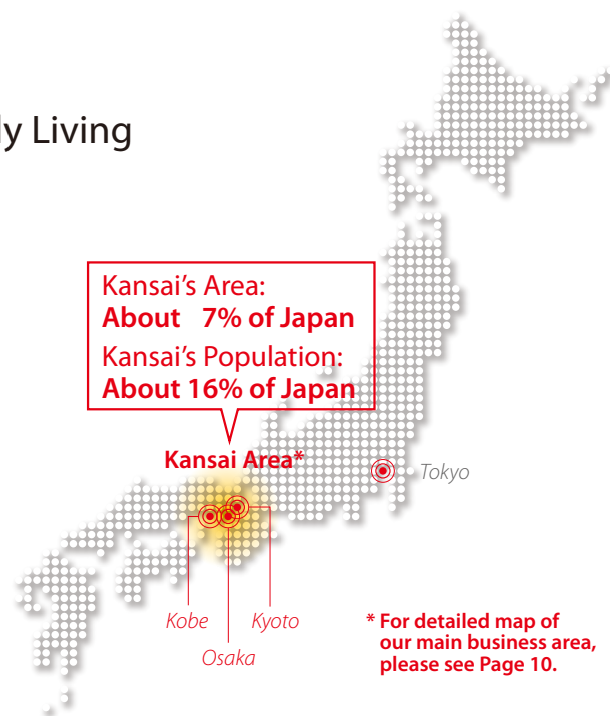 ly Living
Kansai's Area:
About 7% of Japan
Kansai's Population:
About 16% of Japan
Kansai Area*
Tokyo
Kobe
Kyoto
Osaka
* For detailed map of
our main business area,
please see Page 10.